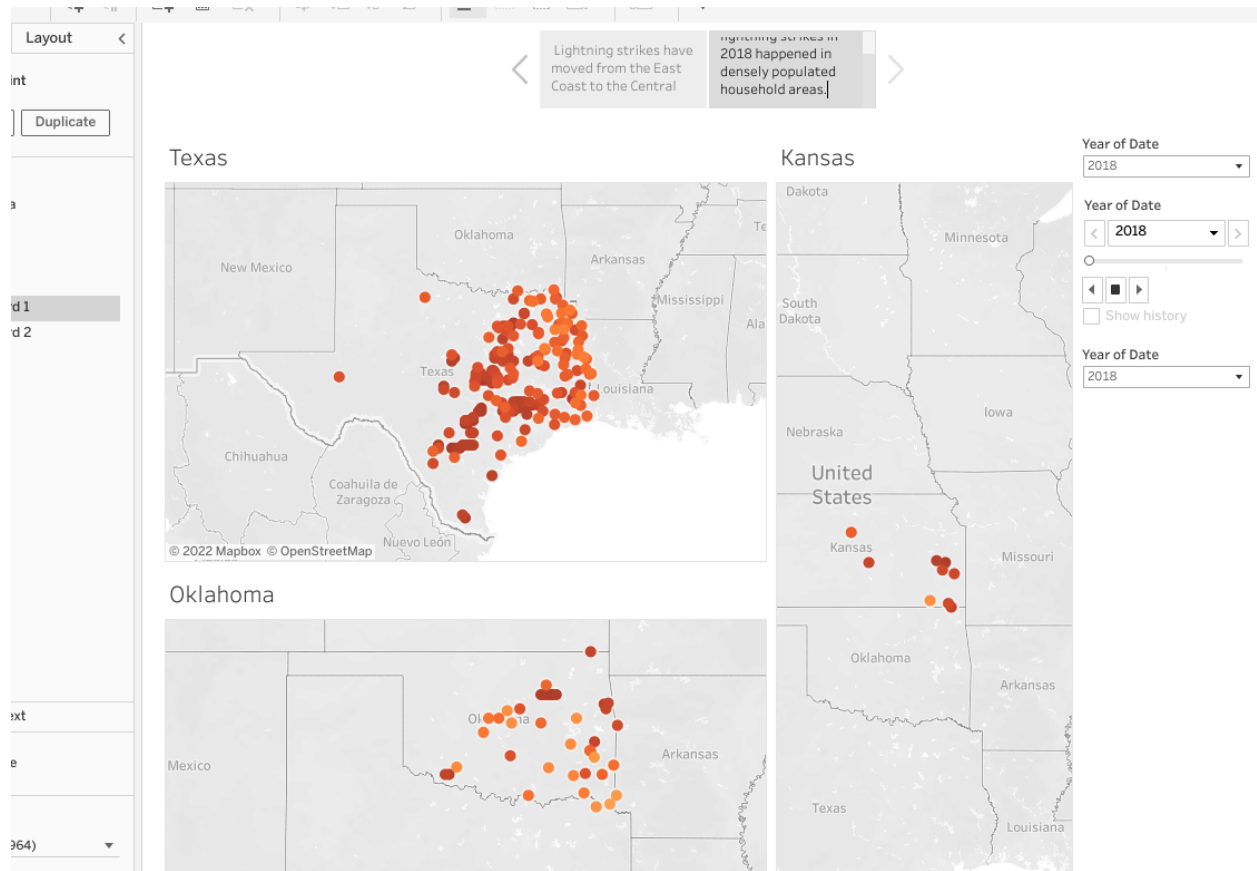 Layout
int
Duplicate
a
rd 1
rd 2
ext
e
964)
Lightning strikes have
moved from the East
Coast to the Central
lightning strikes in
2018 happened in
densely populated
household areas.
Texas
Oklahoma
Te
New Mexico
Arkansas
Mississippi
Ala
Texas
Louisiana
Chihuahua
Coahuila de
Zaragoza
Nuevo León
© 2022 Mapbox © OpenStreetMap
Oklahoma
Mexico
Arkansas
Kansas
Dakota
Minnesota
South
Dakota
Iowa
Nebraska
United
States
Kansas
Missouri
Oklahoma
Arkansas
Texas
Louisiana
Year of Date
2018
Year of Date
2018
Show history
Year of Date
2018